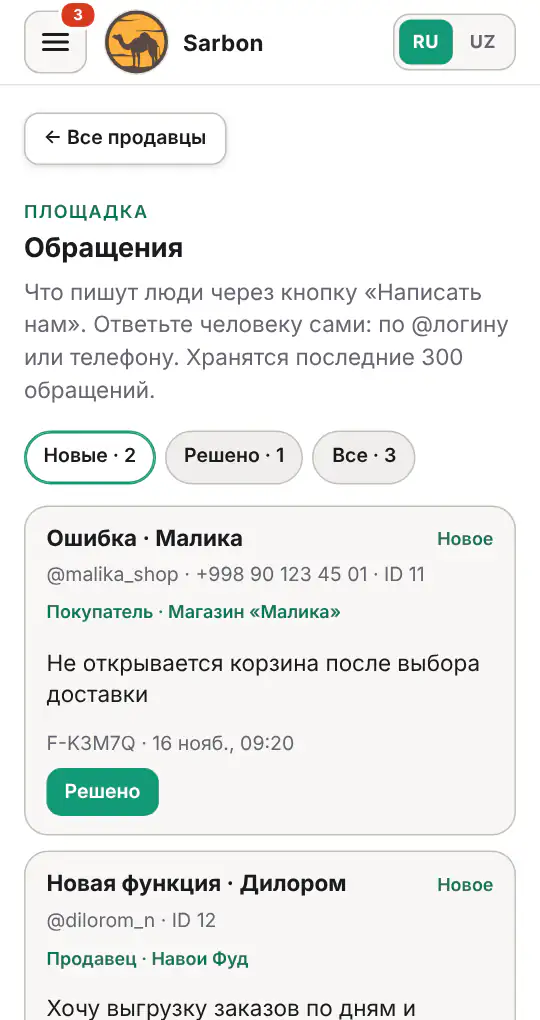 3
Sarbon
RU UZ
← Все продавцы
ПЛОЩАДКА
Обращения
Что пишут люди через кнопку «Написать
нам». Ответьте человеку сами: по @логину
или телефону. Хранятся последние 300
обращений.
Новые · 2 Решено · 1 Все · 3
Ошибка · Малика Новое
@malika_shop · +998 90 123 45 01 · ID 11
Покупатель · Магазин «Малика»
Не открывается корзина после выбора
доставки
F-K3M7Q · 16 нояб., 09:20
Решено
Новая функция · Дилором Новое
@dilorom_n · ID 12
Продавец · Навои Фуд
Хочу выгрузку заказов по дням и